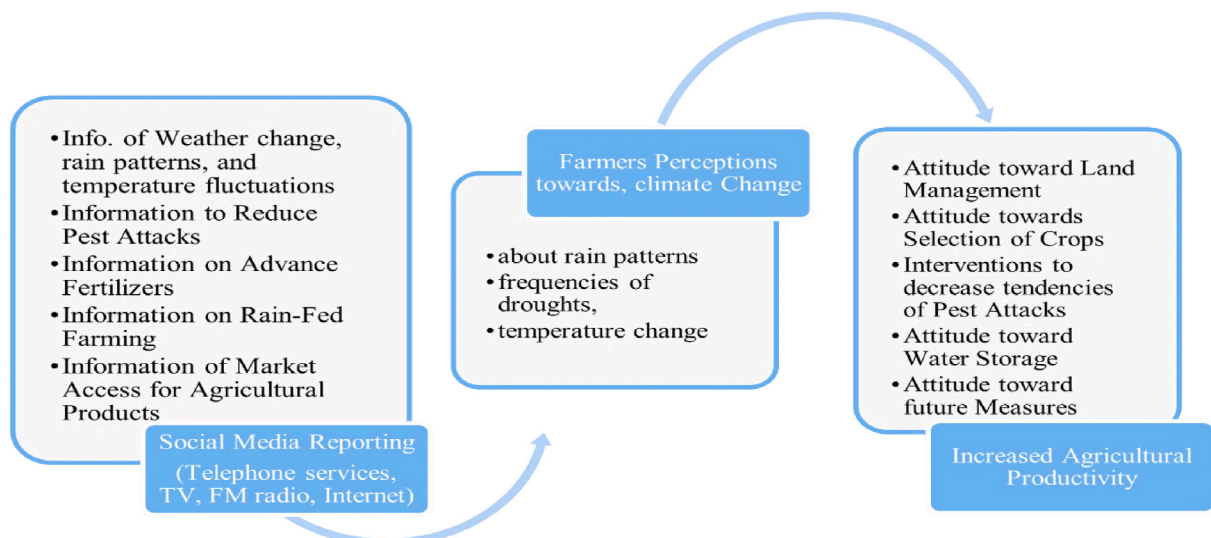 •Info. of Weather change,
rain patterns, and
temperature fluctuations
•Information to Reduce
Pest Attacks
•Information on Advance
Fertilizers
•Information on Rain-Fed
Farming
•Information of Market
Access for Agricultural
Products
Social Media Reporting
(Telephone services,
TV, FM radio, Internet)
Farmers Perceptions
towards, climate Change
•about rain patterns
•frequencies of
droughts,
•temperature change
•Attitude toward Land
Management
•Attitude towards
Selection of Crops
•Interventions to
decrease tendencies
of Pest Attacks
•Attitude toward
Water Storage
•Attitude toward
future Measures
Increased Agricultural
Productivity